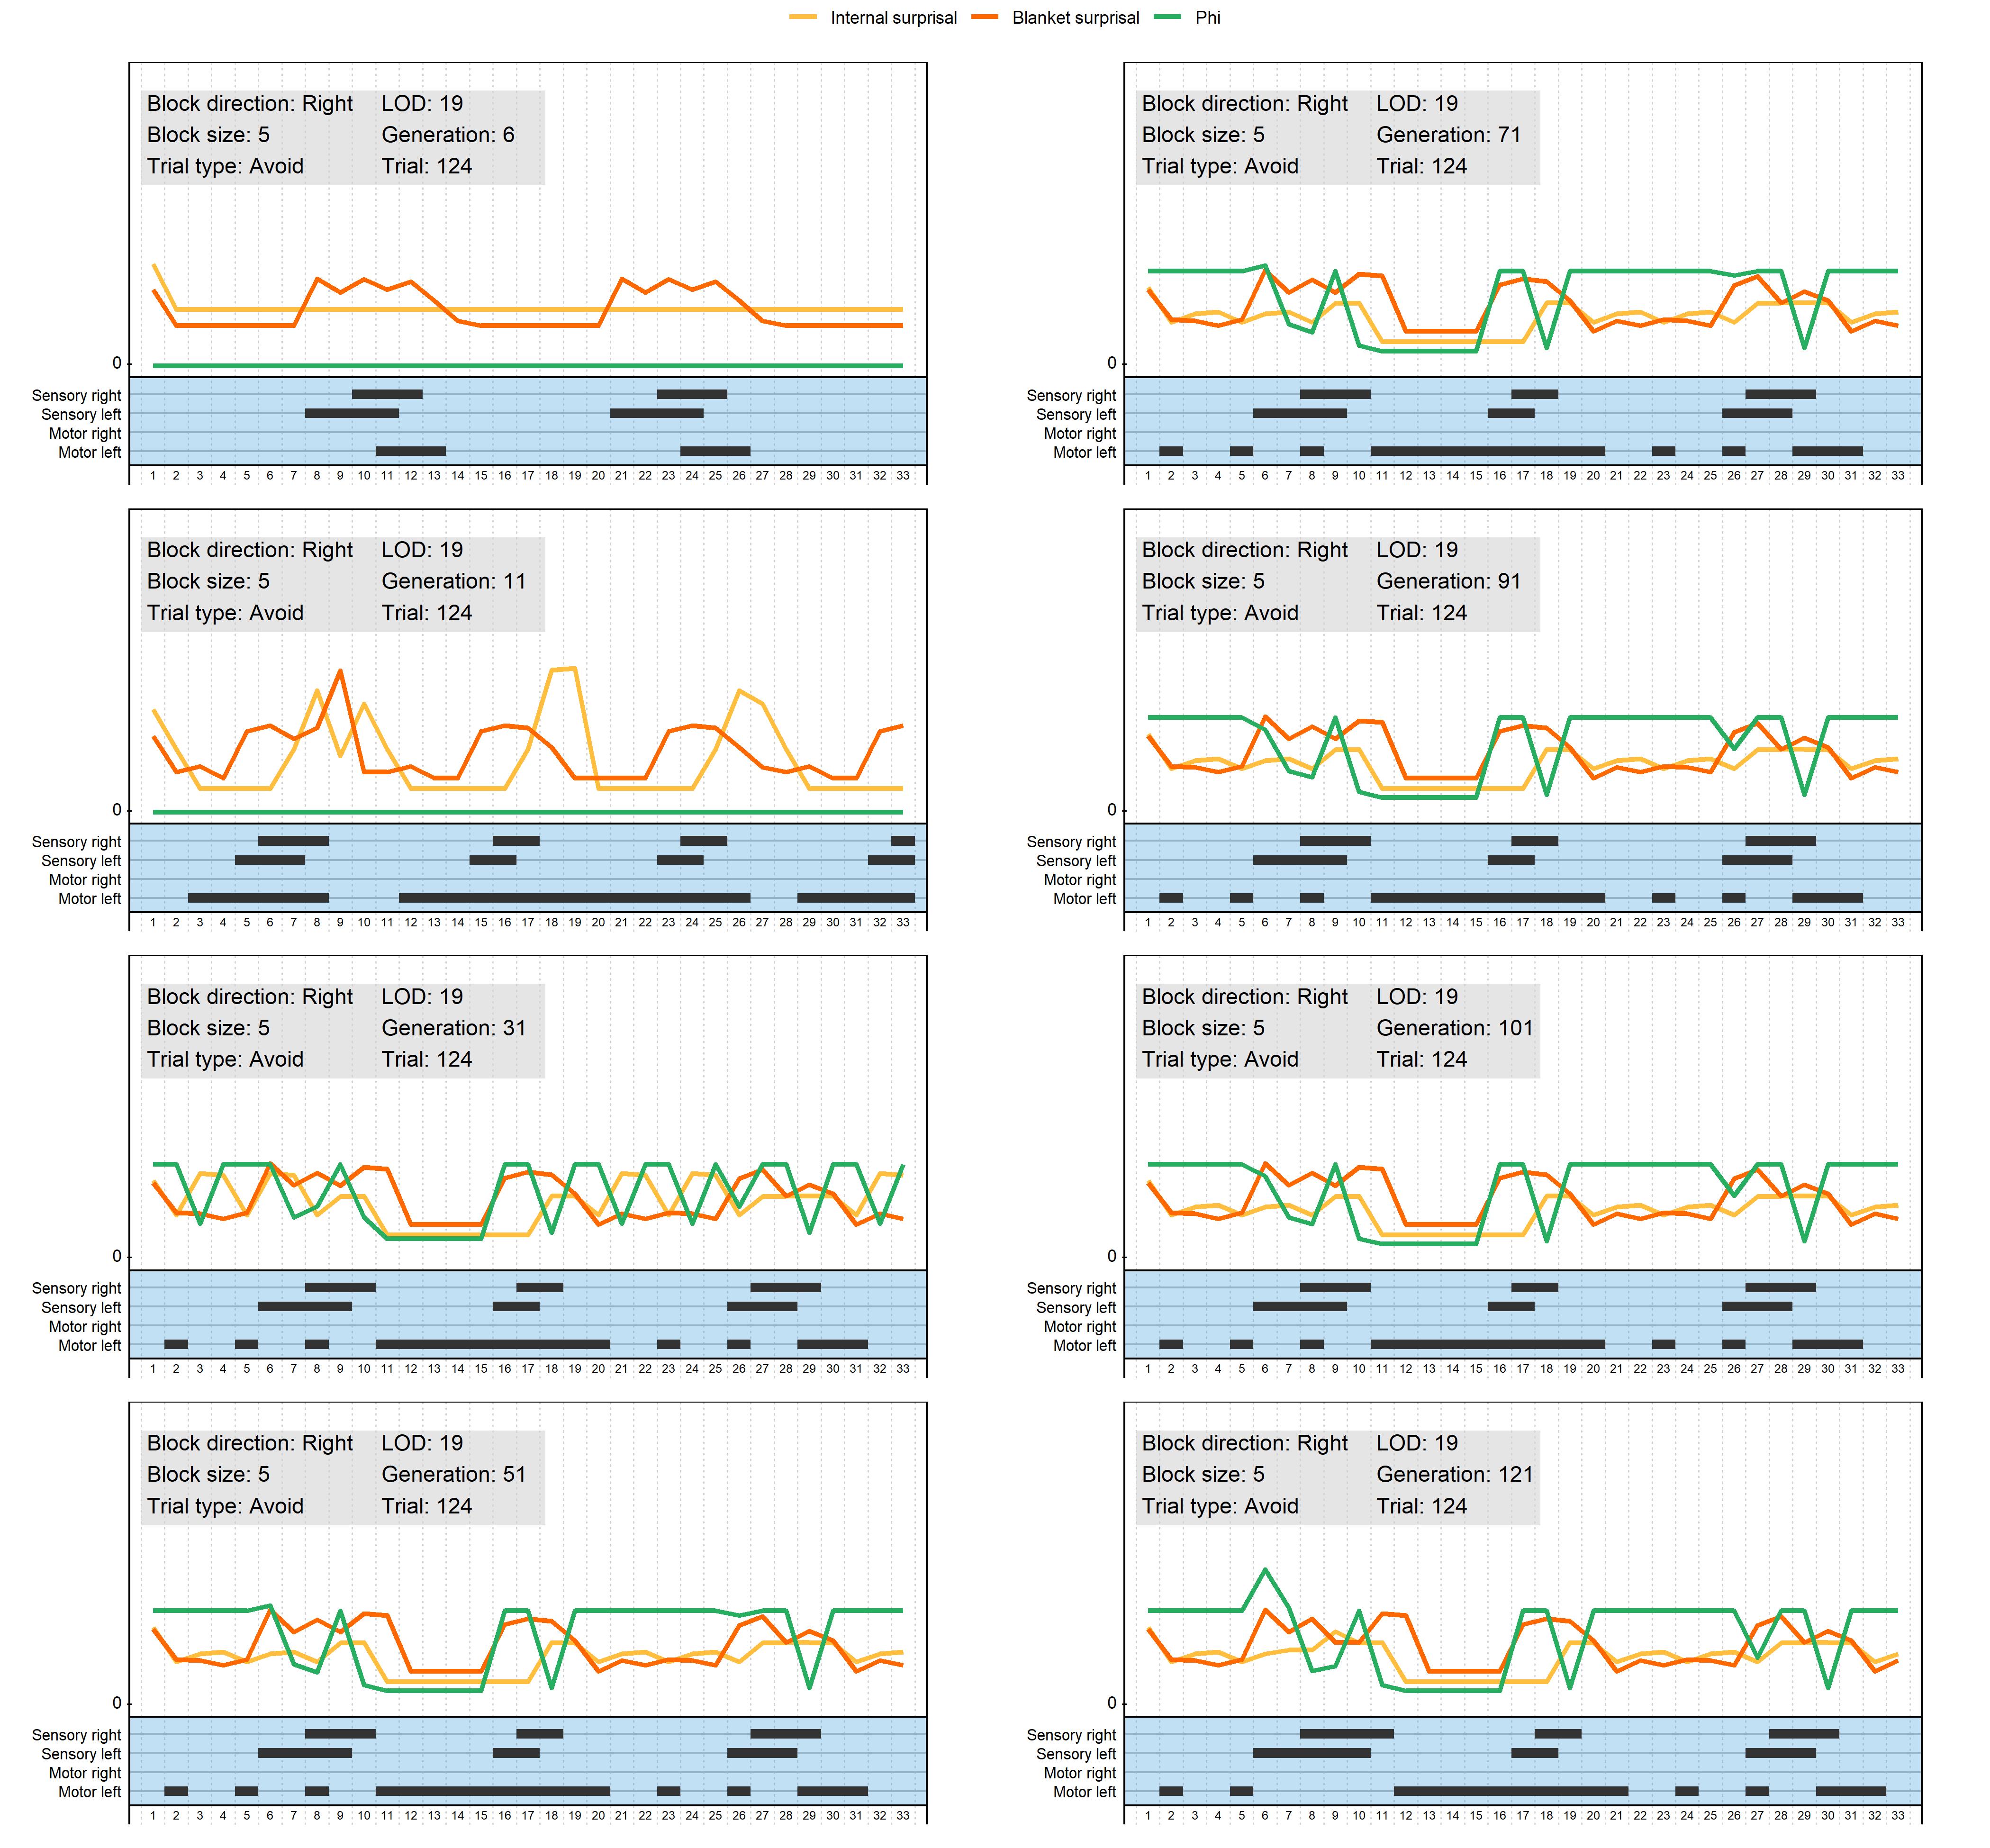 Internal surprisal Blanket surprisal Phi
Block direction: Right LOD: 19
Block size: 5 Generation: 6
Trial type: Avoid Trial: 124
0
Sensory right
Sensory left
Motor right
Motor left
1 2 3 4 5 6 7 8 9 10 11 12 13 14 15 16 17 18 19 20 21 22 23 24 25 26 27 28 29 30 31 32 33
Block direction: Right LOD: 19
Block size: 5 Generation: 71
Trial type: Avoid Trial: 124
0
Sensory right
Sensory left
Motor right
Motor left
1 2 3 4 5 6 7 8 9 10 11 12 13 14 15 16 17 18 19 20 21 22 23 24 25 26 27 28 29 30 31 32 33
Block direction: Right LOD: 19
Block size: 5 Generation: 11
Trial type: Avoid Trial: 124
0
Sensory right
Sensory left
Motor right
Motor left
1 2 3 4 5 6 7 8 9 10 11 12 13 14 15 16 17 18 19 20 21 22 23 24 25 26 27 28 29 30 31 32 33
Block direction: Right LOD: 19
Block size: 5 Generation: 91
Trial type: Avoid Trial: 124
0
Sensory right
Sensory left
Motor right
Motor left
1 2 3 4 5 6 7 8 9 10 11 12 13 14 15 16 17 18 19 20 21 22 23 24 25 26 27 28 29 30 31 32 33
Block direction: Right LOD: 19
Block size: 5 Generation: 31
Trial type: Avoid Trial: 124
0
Sensory right
Sensory left
Motor right
Motor left
1 2 3 4 5 6 7 8 9 10 11 12 13 14 15 16 17 18 19 20 21 22 23 24 25 26 27 28 29 30 31 32 33
Block direction: Right LOD: 19
Block size: 5 Generation: 101
Trial type: Avoid Trial: 124
0
Sensory right
Sensory left
Motor right
Motor left
1 2 3 4 5 6 7 8 9 10 11 12 13 14 15 16 17 18 19 20 21 22 23 24 25 26 27 28 29 30 31 32 33
Block direction: Right LOD: 19
Block size: 5 Generation: 51
Trial type: Avoid Trial: 124
0
Sensory right
Sensory left
Motor right
Motor left
1 2 3 4 5 6 7 8 9 10 11 12 13 14 15 16 17 18 19 20 21 22 23 24 25 26 27 28 29 30 31 32 33
Block direction: Right LOD: 19
Block size: 5 Generation: 121
Trial type: Avoid Trial: 124
0
Sensory right
Sensory left
Motor right
Motor left
1 2 3 4 5 6 7 8 9 10 11 12 13 14 15 16 17 18 19 20 21 22 23 24 25 26 27 28 29 30 31 32 33